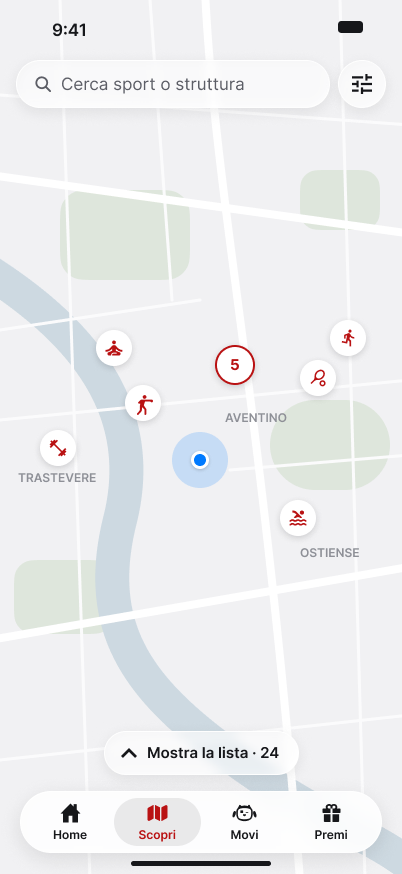 9:41
Cerca sport o struttura
5
AVENTINO
TRASTEVERE
OSTIENSE
Mostra la lista · 24
Home
Scopri
Movi
Premi